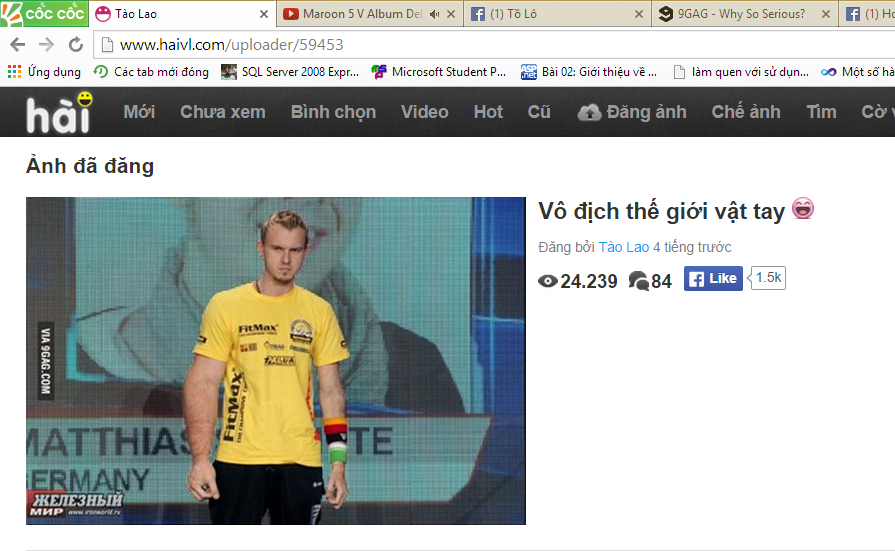 CỐC CỐC
Tào Lao
Maroon 5 V Album Del
(1) Tồ Lô
9GAG - Why So Serious?
(1) Ho
www.haivl.com/uploader/59453
Ứng dụng
Các tab mới đóng
SQL Server 2008 Expr...
Microsoft Student P...
Bài 02: Giới thiệu về ...
làm quen với sử dụn...
Một số hà
hài
Mới
Chưa xem
Bình chọn
Video
Hot
Cũ
Đăng ảnh
Chế ảnh
Tìm
Cờ v
Ảnh đã đăng
Vô địch thế giới vật tay
Đăng bởi Tào Lao 4 tiếng trước
24.239
84
Like
1.5k
VIA 9GAG.COM
FitMax
FitMax
MATTHIAS
TE
GERMANY
ЖЕЛЕЗНЫЙ
МИР
www.ironworld.ru